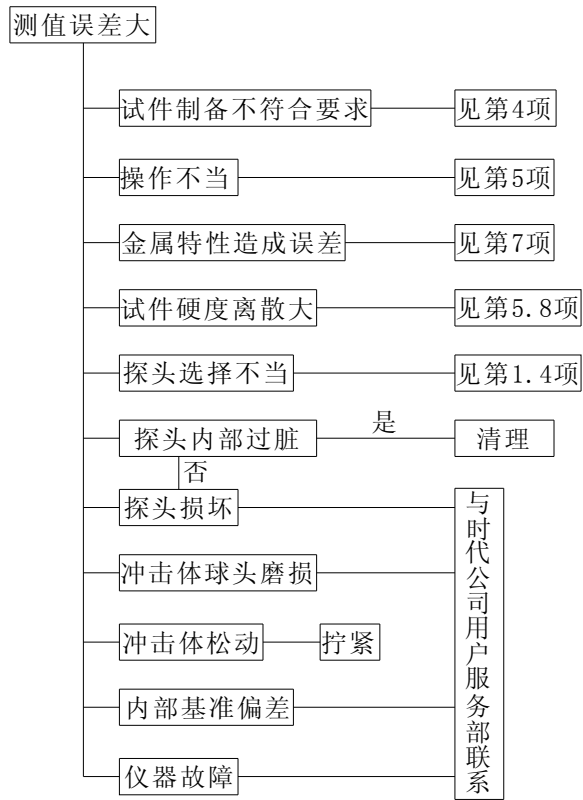 测值误差大
试件制备不符合要求
见第4项
操作不当
见第5项
金属特性造成误差
见第7项
试件硬度离散大
见第5.8项
探头选择不当
见第1.4项
探头内部过脏
是
清理
否
探头损坏
与时代公司用户服务部联系
冲击体球头磨损
冲击体松动
拧紧
内部基准偏差
仪器故障